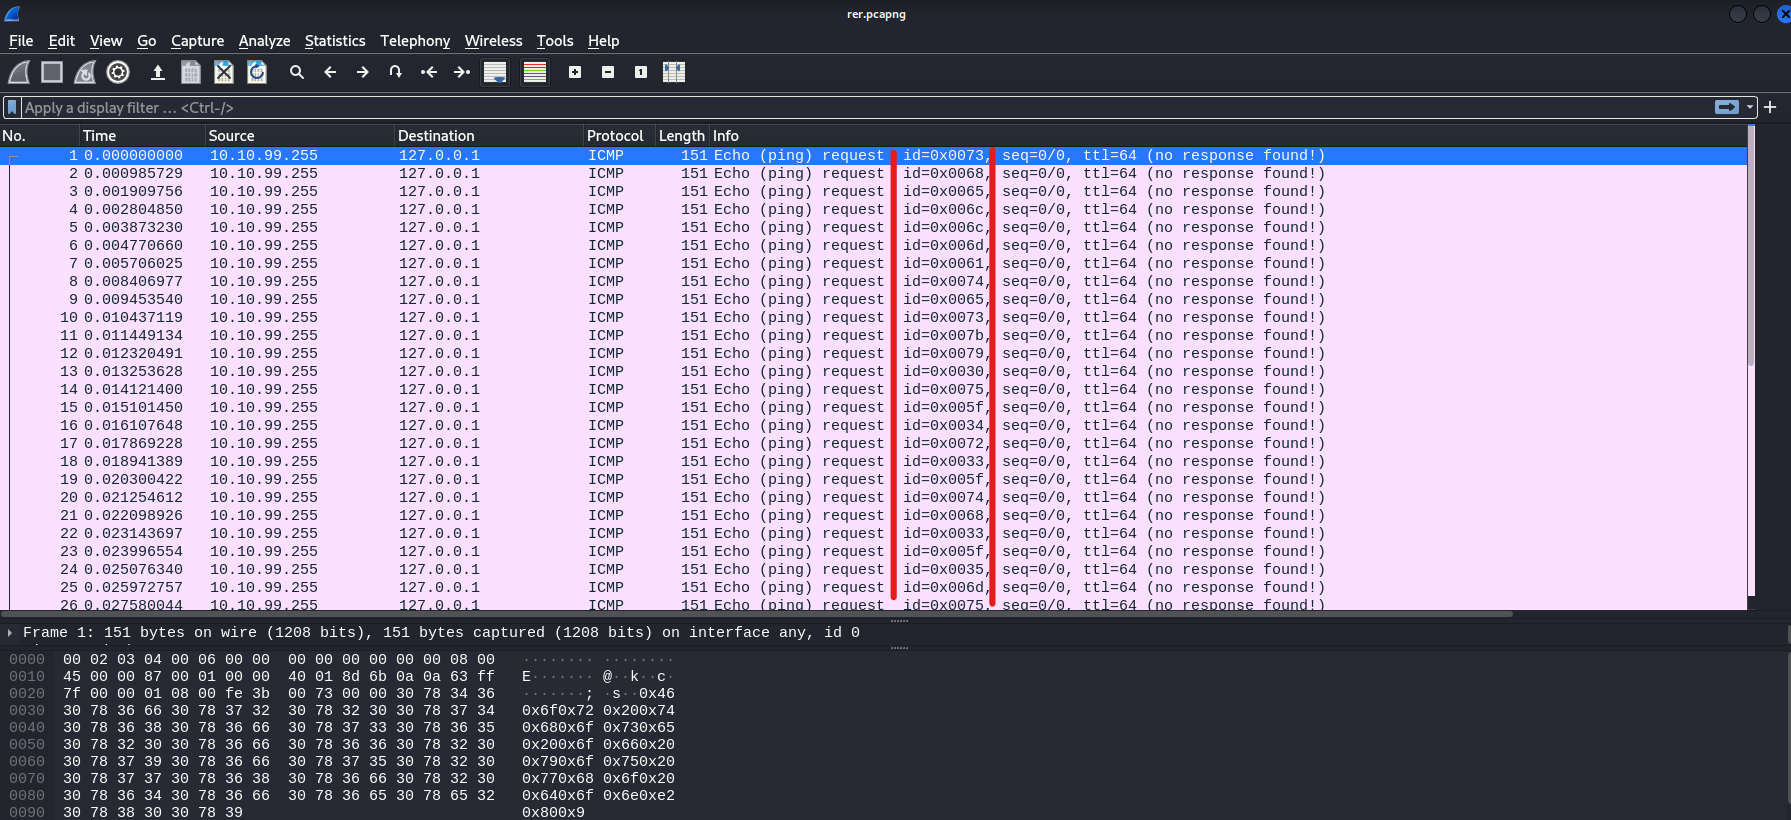 rer.pcapng
File Edit View Go Capture Analyze Statistics Telephony Wireless Tools Help
Apply a display filter … <Ctrl-/>
No. Time Source Destination Protocol Length Info
1 0.000000000 10.10.99.255 127.0.0.1 ICMP 151 Echo (ping) request id=0x0073, seq=0/0, ttl=64 (no response found!)
2 0.000985729 10.10.99.255 127.0.0.1 ICMP 151 Echo (ping) request id=0x0068, seq=0/0, ttl=64 (no response found!)
3 0.001909756 10.10.99.255 127.0.0.1 ICMP 151 Echo (ping) request id=0x0065, seq=0/0, ttl=64 (no response found!)
4 0.002804850 10.10.99.255 127.0.0.1 ICMP 151 Echo (ping) request id=0x006c, seq=0/0, ttl=64 (no response found!)
5 0.003873230 10.10.99.255 127.0.0.1 ICMP 151 Echo (ping) request id=0x006c, seq=0/0, ttl=64 (no response found!)
6 0.004770660 10.10.99.255 127.0.0.1 ICMP 151 Echo (ping) request id=0x006d, seq=0/0, ttl=64 (no response found!)
7 0.005706025 10.10.99.255 127.0.0.1 ICMP 151 Echo (ping) request id=0x0061, seq=0/0, ttl=64 (no response found!)
8 0.008406977 10.10.99.255 127.0.0.1 ICMP 151 Echo (ping) request id=0x0074, seq=0/0, ttl=64 (no response found!)
9 0.009453540 10.10.99.255 127.0.0.1 ICMP 151 Echo (ping) request id=0x0065, seq=0/0, ttl=64 (no response found!)
10 0.010437119 10.10.99.255 127.0.0.1 ICMP 151 Echo (ping) request id=0x0073, seq=0/0, ttl=64 (no response found!)
11 0.011449134 10.10.99.255 127.0.0.1 ICMP 151 Echo (ping) request id=0x007b, seq=0/0, ttl=64 (no response found!)
12 0.012320491 10.10.99.255 127.0.0.1 ICMP 151 Echo (ping) request id=0x0079, seq=0/0, ttl=64 (no response found!)
13 0.013253628 10.10.99.255 127.0.0.1 ICMP 151 Echo (ping) request id=0x0030, seq=0/0, ttl=64 (no response found!)
14 0.014121400 10.10.99.255 127.0.0.1 ICMP 151 Echo (ping) request id=0x0075, seq=0/0, ttl=64 (no response found!)
15 0.015101450 10.10.99.255 127.0.0.1 ICMP 151 Echo (ping) request id=0x005f, seq=0/0, ttl=64 (no response found!)
16 0.016107648 10.10.99.255 127.0.0.1 ICMP 151 Echo (ping) request id=0x0034, seq=0/0, ttl=64 (no response found!)
17 0.017869228 10.10.99.255 127.0.0.1 ICMP 151 Echo (ping) request id=0x0072, seq=0/0, ttl=64 (no response found!)
18 0.018941389 10.10.99.255 127.0.0.1 ICMP 151 Echo (ping) request id=0x0033, seq=0/0, ttl=64 (no response found!)
19 0.020300422 10.10.99.255 127.0.0.1 ICMP 151 Echo (ping) request id=0x005f, seq=0/0, ttl=64 (no response found!)
20 0.021254612 10.10.99.255 127.0.0.1 ICMP 151 Echo (ping) request id=0x0074, seq=0/0, ttl=64 (no response found!)
21 0.022098926 10.10.99.255 127.0.0.1 ICMP 151 Echo (ping) request id=0x0068, seq=0/0, ttl=64 (no response found!)
22 0.023143697 10.10.99.255 127.0.0.1 ICMP 151 Echo (ping) request id=0x0033, seq=0/0, ttl=64 (no response found!)
23 0.023996554 10.10.99.255 127.0.0.1 ICMP 151 Echo (ping) request id=0x005f, seq=0/0, ttl=64 (no response found!)
24 0.025076340 10.10.99.255 127.0.0.1 ICMP 151 Echo (ping) request id=0x0035, seq=0/0, ttl=64 (no response found!)
25 0.025972757 10.10.99.255 127.0.0.1 ICMP 151 Echo (ping) request id=0x006d, seq=0/0, ttl=64 (no response found!)
26 0.027580044 10.10.99.255 127.0.0.1 ICMP 151 Echo (ping) request id=0x0075, seq=0/0, ttl=64 (no response found!)
Frame 1: 151 bytes on wire (1208 bits), 151 bytes captured (1208 bits) on interface any, id 0
0000 00 02 03 04 00 06 00 00 00 00 00 00 00 00 08 00 ········ ········
0010 45 00 00 87 00 01 00 00 40 01 8d 6b 0a 0a 63 ff E······· @··k··c·
0020 7f 00 00 01 08 00 fe 3b 00 73 00 00 30 78 34 36 ·······; ·s··0x46
0030 30 78 36 66 30 78 37 32 30 78 32 30 30 78 37 34 0x6f0x72 0x200x74
0040 30 78 36 38 30 78 36 66 30 78 37 33 30 78 36 35 0x680x6f 0x730x65
0050 30 78 32 30 30 78 36 66 30 78 36 36 30 78 32 30 0x200x6f 0x660x20
0060 30 78 37 39 30 78 36 66 30 78 37 35 30 78 32 30 0x790x6f 0x750x20
0070 30 78 37 37 30 78 36 38 30 78 36 66 30 78 32 30 0x770x68 0x6f0x20
0080 30 78 36 34 30 78 36 66 30 78 36 65 30 78 65 32 0x640x6f 0x6e0xe2
0090 30 78 38 30 30 78 39 0x800x9